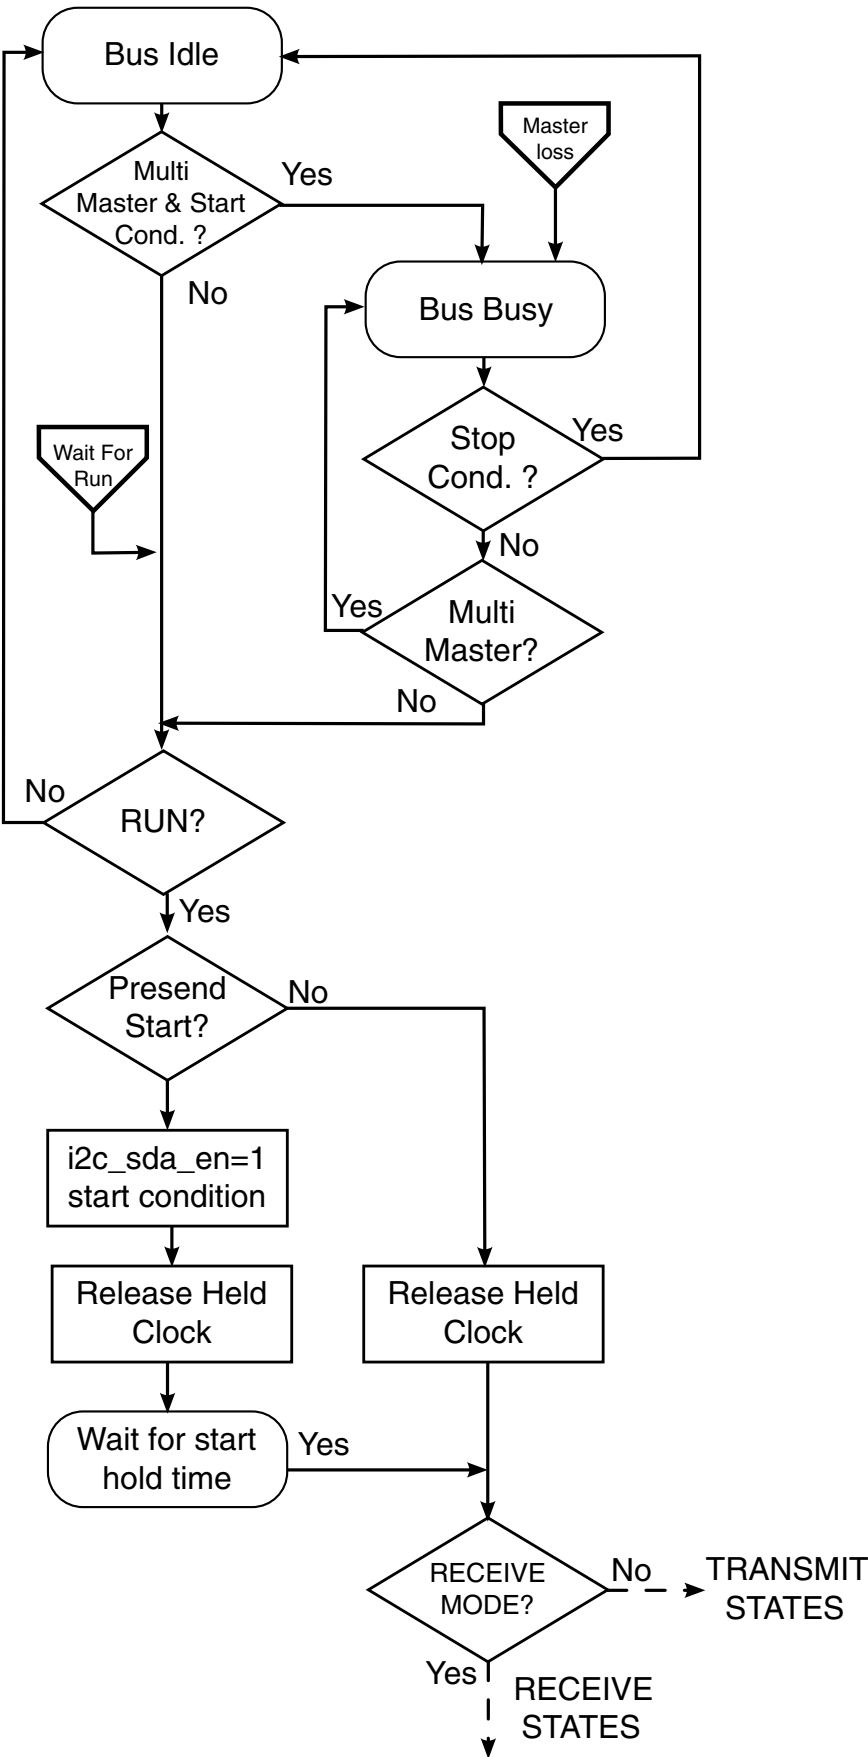 Bus Idle
Master
loss
Multi
Master & Start
Cond. ?
Yes
No
Bus Busy
Wait For
Run
Stop
Cond. ?
Yes
No
Yes
Multi
Master?
No
No
RUN?
Yes
Presend
Start?
No
i2c_sda_en=1
start condition
Release Held
Clock
Release Held
Clock
Wait for start
hold time
Yes
RECEIVE
MODE?
No
TRANSMIT
STATES
Yes
RECEIVE
STATES